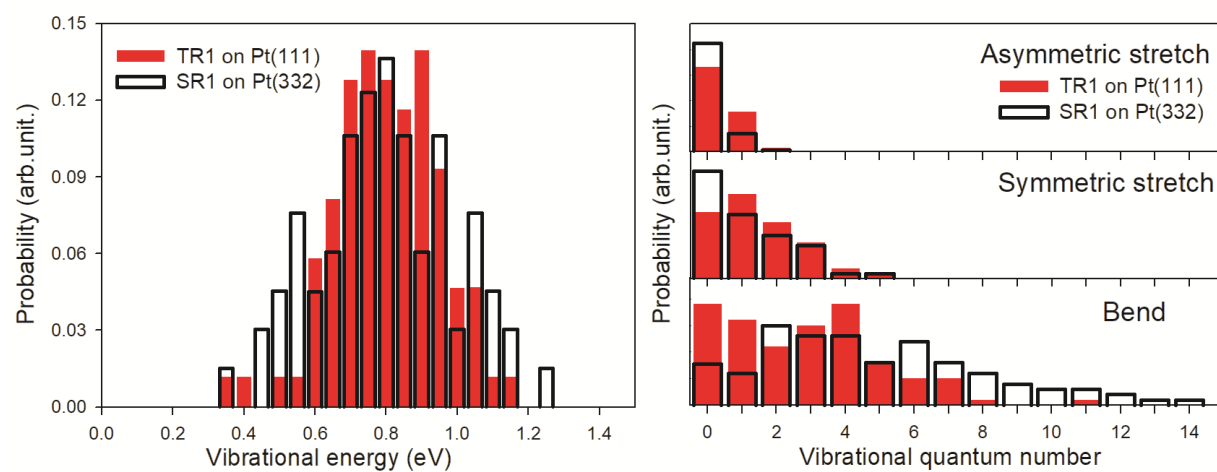 0.15
0.12
0.09
0.06
0.03
0.00
Probability (arb.unit.)
TR1 on Pt(111)
SR1 on Pt(332)
0.0 0.2 0.4 0.6 0.8 1.0 1.2 1.4
Vibrational energy (eV)
Probability (arb.unit.)
Asymmetric stretch
TR1 on Pt(111)
SR1 on Pt(332)
Symmetric stretch
Bend
0 2 4 6 8 10 12 14
Vibrational quantum number